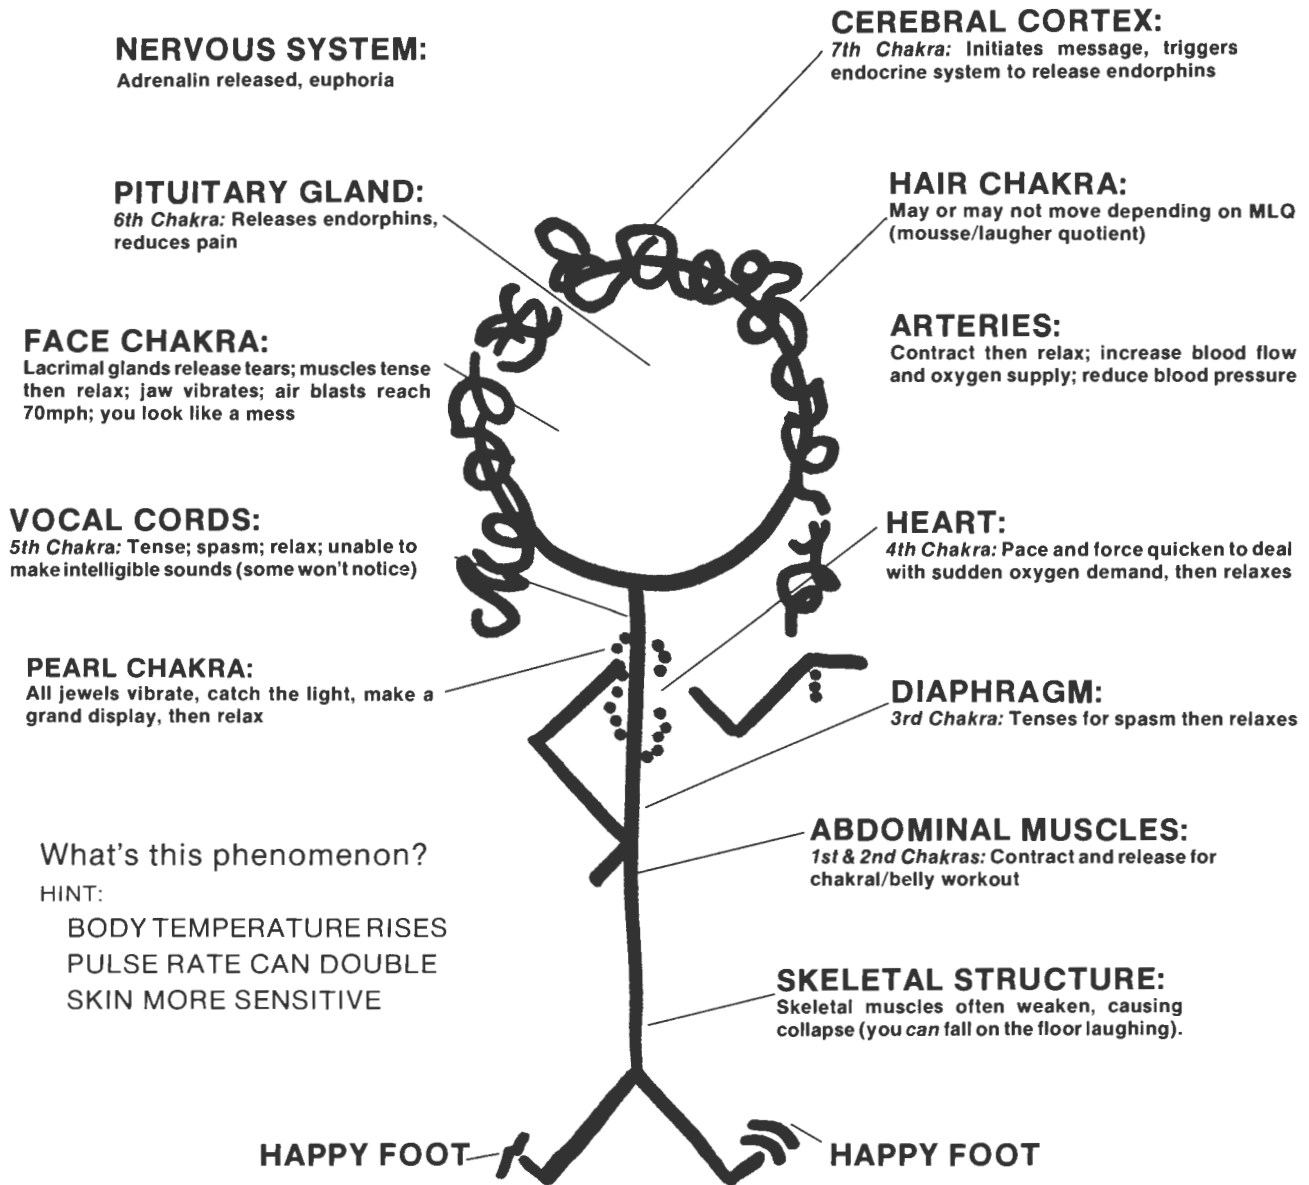 CEREBRAL CORTEX:
7th Chakra: Initiates message, triggers
endocrine system to release endorphins
NERVOUS SYSTEM:
Adrenalin released, euphoria
PITUITARY GLAND:
6th Chakra: Releases endorphins,
reduces pain
HAIR CHAKRA:
May or may not move depending on MLQ
(mousse/laugher quotient)
FACE CHAKRA:
Lacrimal glands release tears; muscles tense
then relax; jaw vibrates; air blasts reach
70mph; you look like a mess
ARTERIES:
Contract then relax; increase blood flow
and oxygen supply; reduce blood pressure
VOCAL CORDS:
5th Chakra: Tense; spasm; relax; unable to
make intelligible sounds (some won't notice)
HEART:
4th Chakra: Pace and force quicken to deal
with sudden oxygen demand, then relaxes
PEARL CHAKRA:
All jewels vibrate, catch the light, make a
grand display, then relax
DIAPHRAGM:
3rd Chakra: Tenses for spasm then relaxes
ABDOMINAL MUSCLES:
1st & 2nd Chakras: Contract and release for
chakral/belly workout
What's this phenomenon?
HINT:
BODY TEMPERATURE RISES
PULSE RATE CAN DOUBLE
SKIN MORE SENSITIVE
SKELETAL STRUCTURE:
Skeletal muscles often weaken, causing
collapse (you can fall on the floor laughing).
HAPPY FOOT
HAPPY FOOT